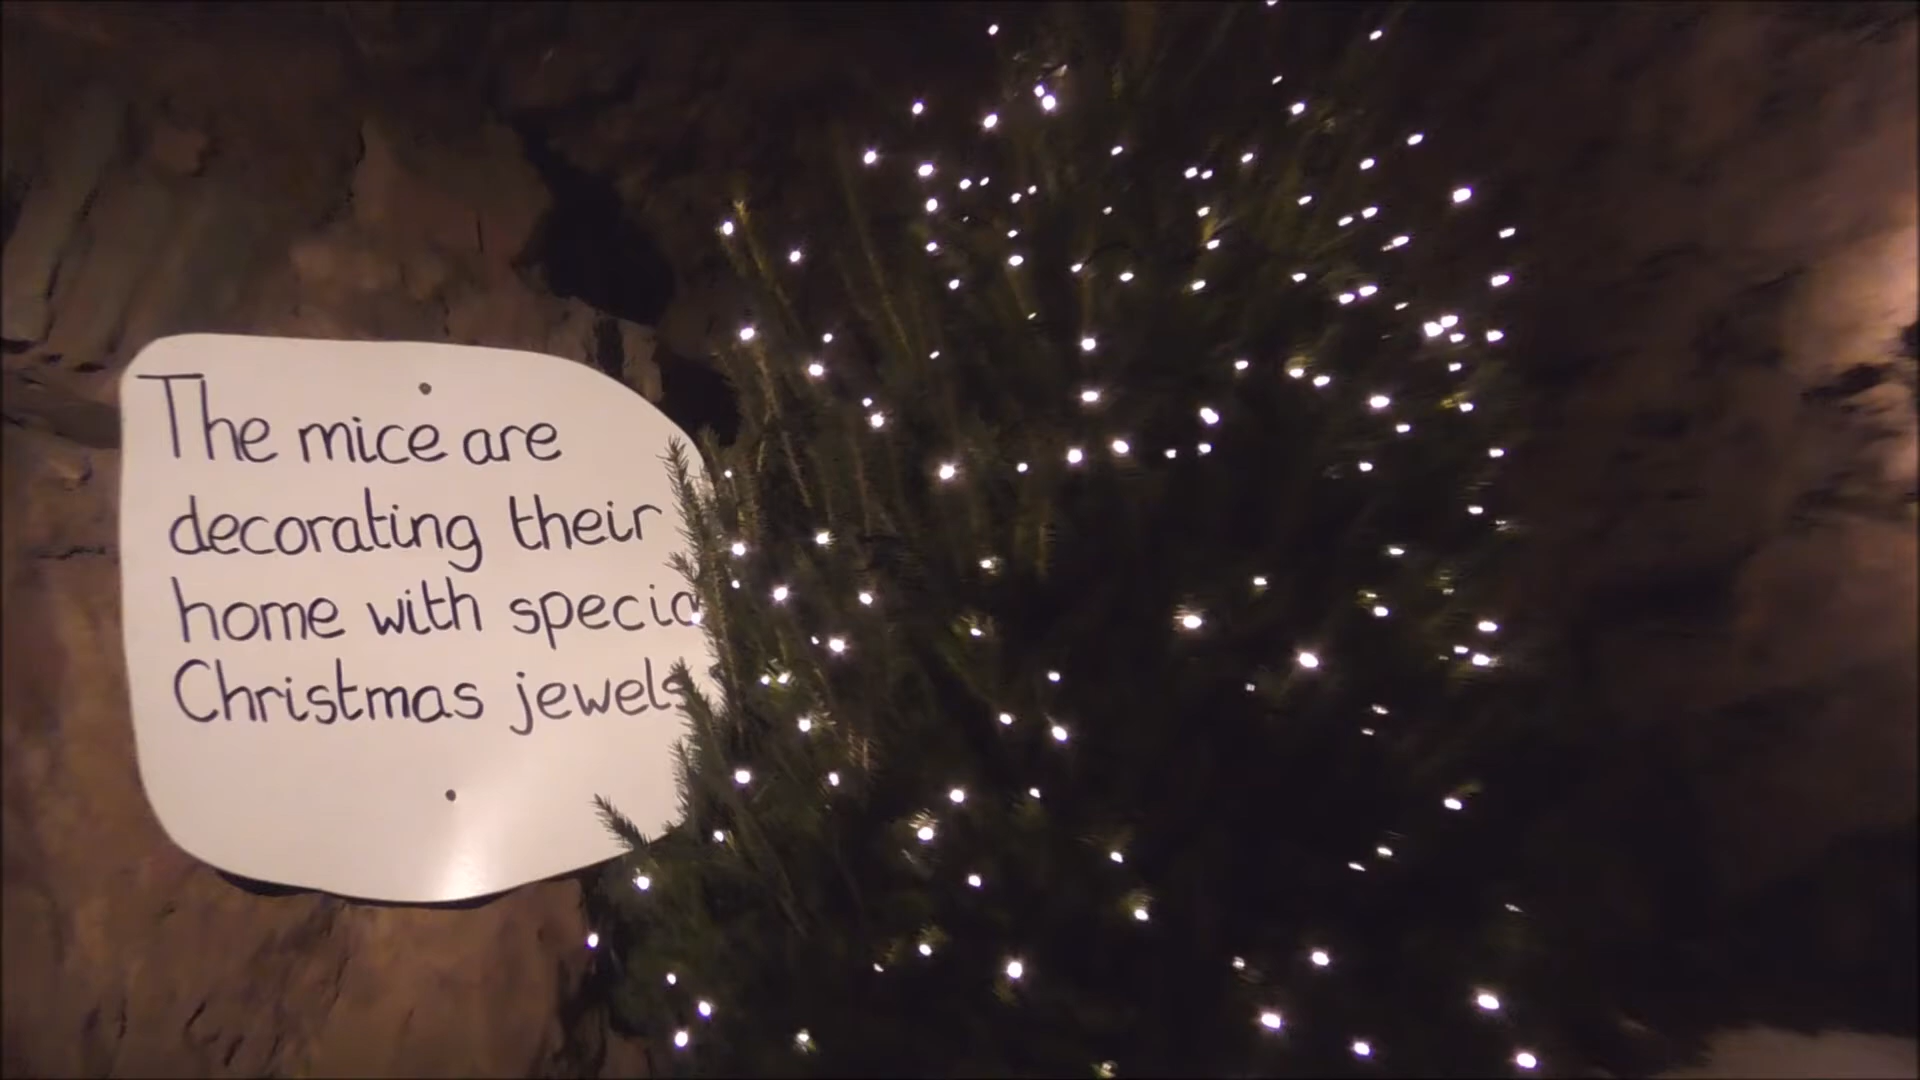 The mice are
decorating their
home with specia
Christmas jewels